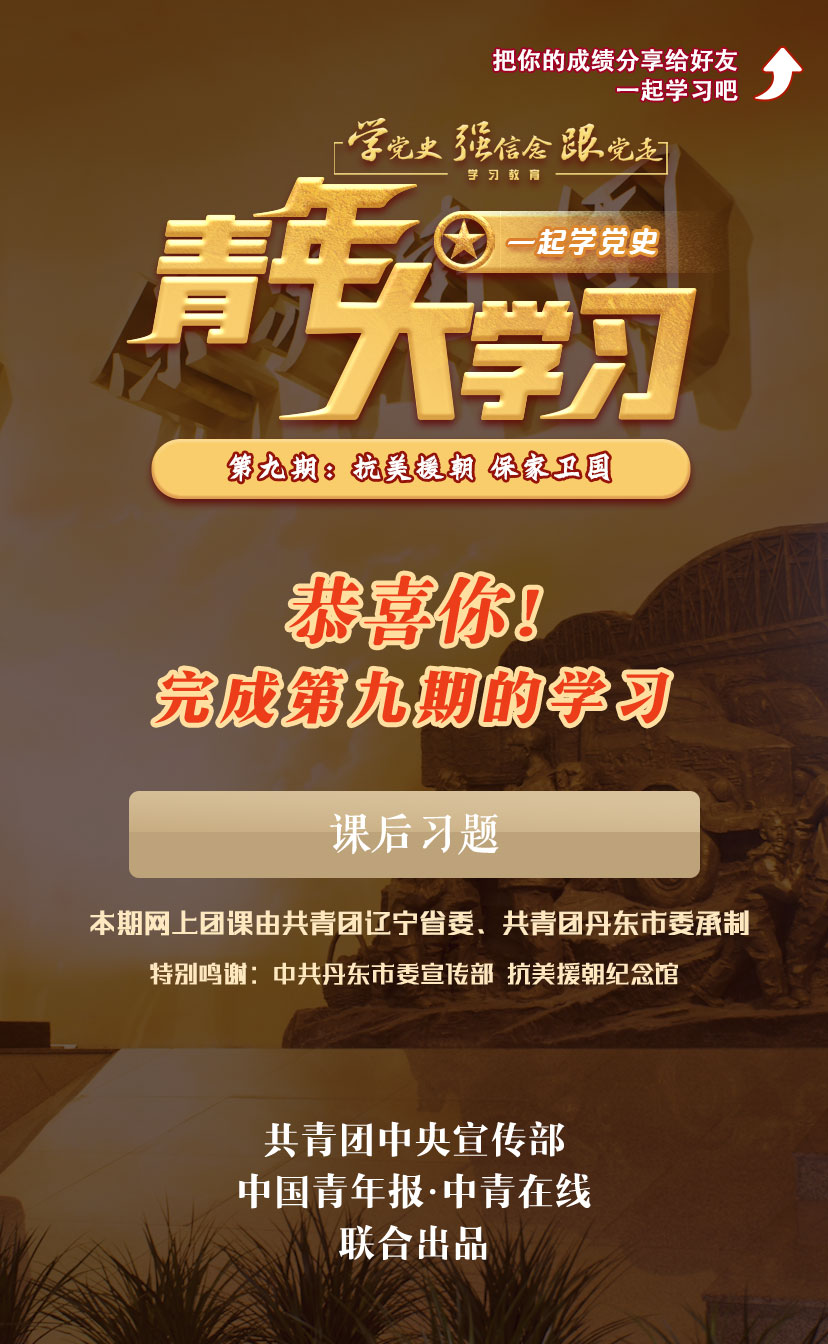 把你的成绩分享给好友
一起学习吧
学党史 强信念 跟党走
学习教育
青年大学习
一起学党史
第九期：抗美援朝 保家卫国
恭喜你！
完成第九期的学习
课后习题
本期网上团课由共青团辽宁省委、共青团丹东市委承制
特别鸣谢：中共丹东市委宣传部 抗美援朝纪念馆
共青团中央宣传部
中国青年报·中青在线
联合出品